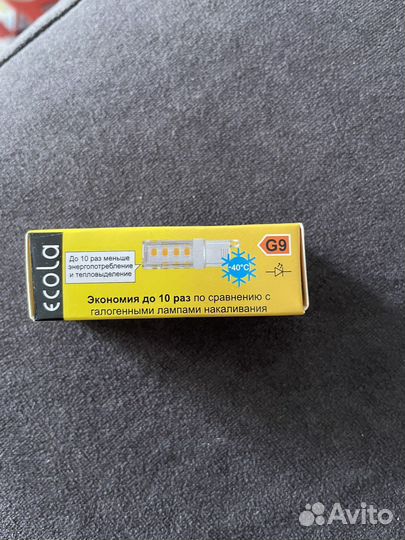 ecola
До 10 раз меньше
энергопотребление
и тепловыделение
-40°C
G9
Экономия до 10 раз по сравнению с
галогенными лампами накаливания
Avito